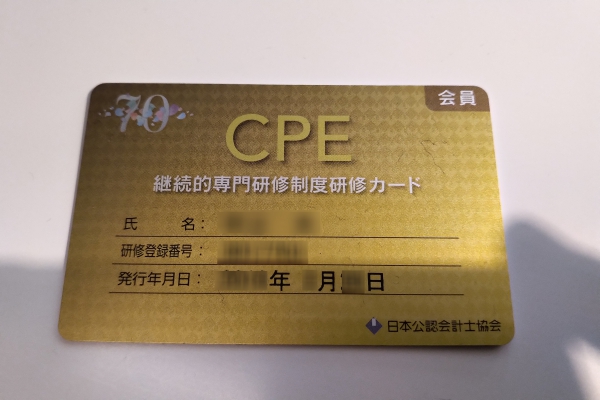 70
会員
CPE
継続的専門研修制度研修カード
氏 名：
研修登録番号：
発行年月日： 年 月 日
日本公認会計士協会